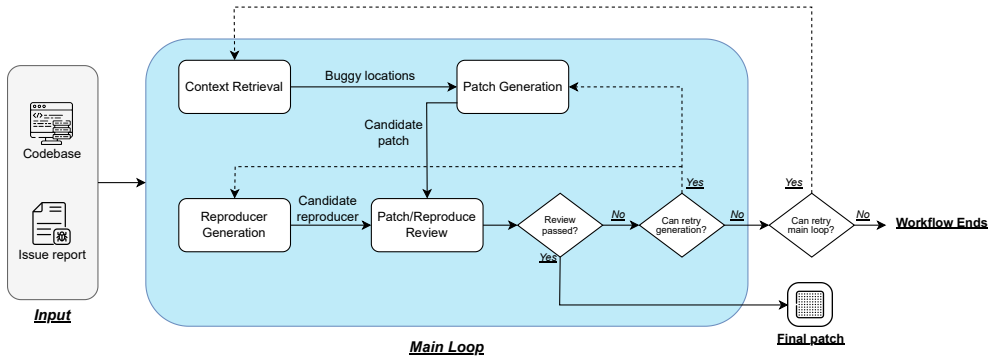 Codebase
Issue report
Input
Context Retrieval
Buggy locations
Patch Generation
Candidate
patch
Reproducer
Generation
Candidate
reproducer
Patch/Reproduce
Review
Review
passed?
No
Yes
Can retry
generation?
Yes
No
Can retry
main loop?
Yes
No
Workflow Ends
Final patch
Main Loop